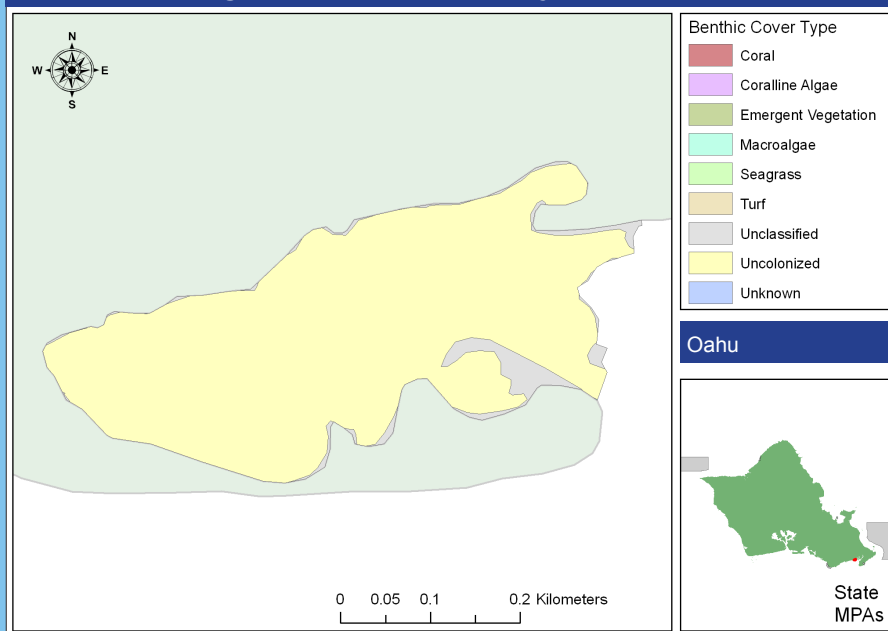 N
W E
S
0 0.05 0.1 0.2 Kilometers
Benthic Cover Type
Coral
Coralline Algae
Emergent Vegetation
Macroalgae
Seagrass
Turf
Unclassified
Uncolonized
Unknown
Oahu
State
MPAs